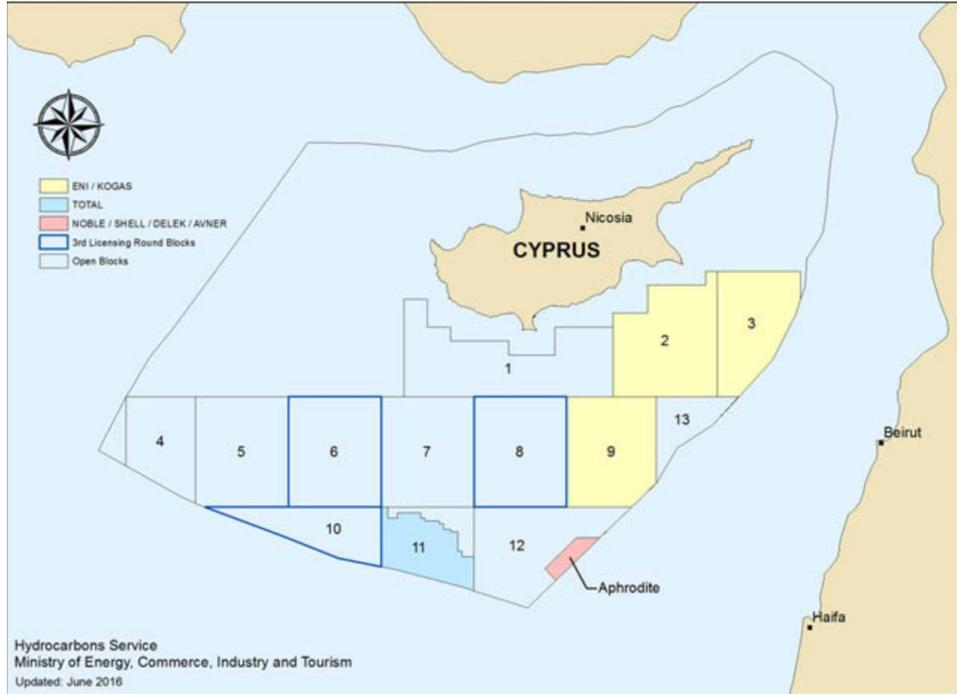 ENI / KOGAS
TOTAL
NOBLE / SHELL / DELEK / AVNER
3rd Licensing Round Blocks
Open Blocks
Nicosia
CYPRUS
3
2
1
13
4
5
6
7
8
9
Beirut
10
11
12
Aphrodite
Haifa
Hydrocarbons Service
Ministry of Energy, Commerce, Industry and Tourism
Updated: June 2016